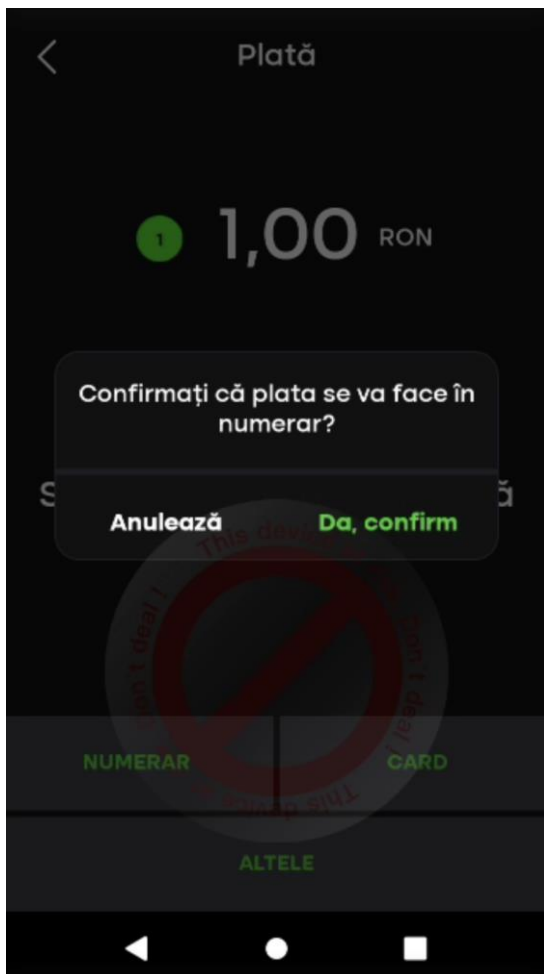 Plată
1 1,00 RON
Confirmați că plata se va face în
numerar?
Anulează Da, confirm
NUMERAR CARD
ALTELE